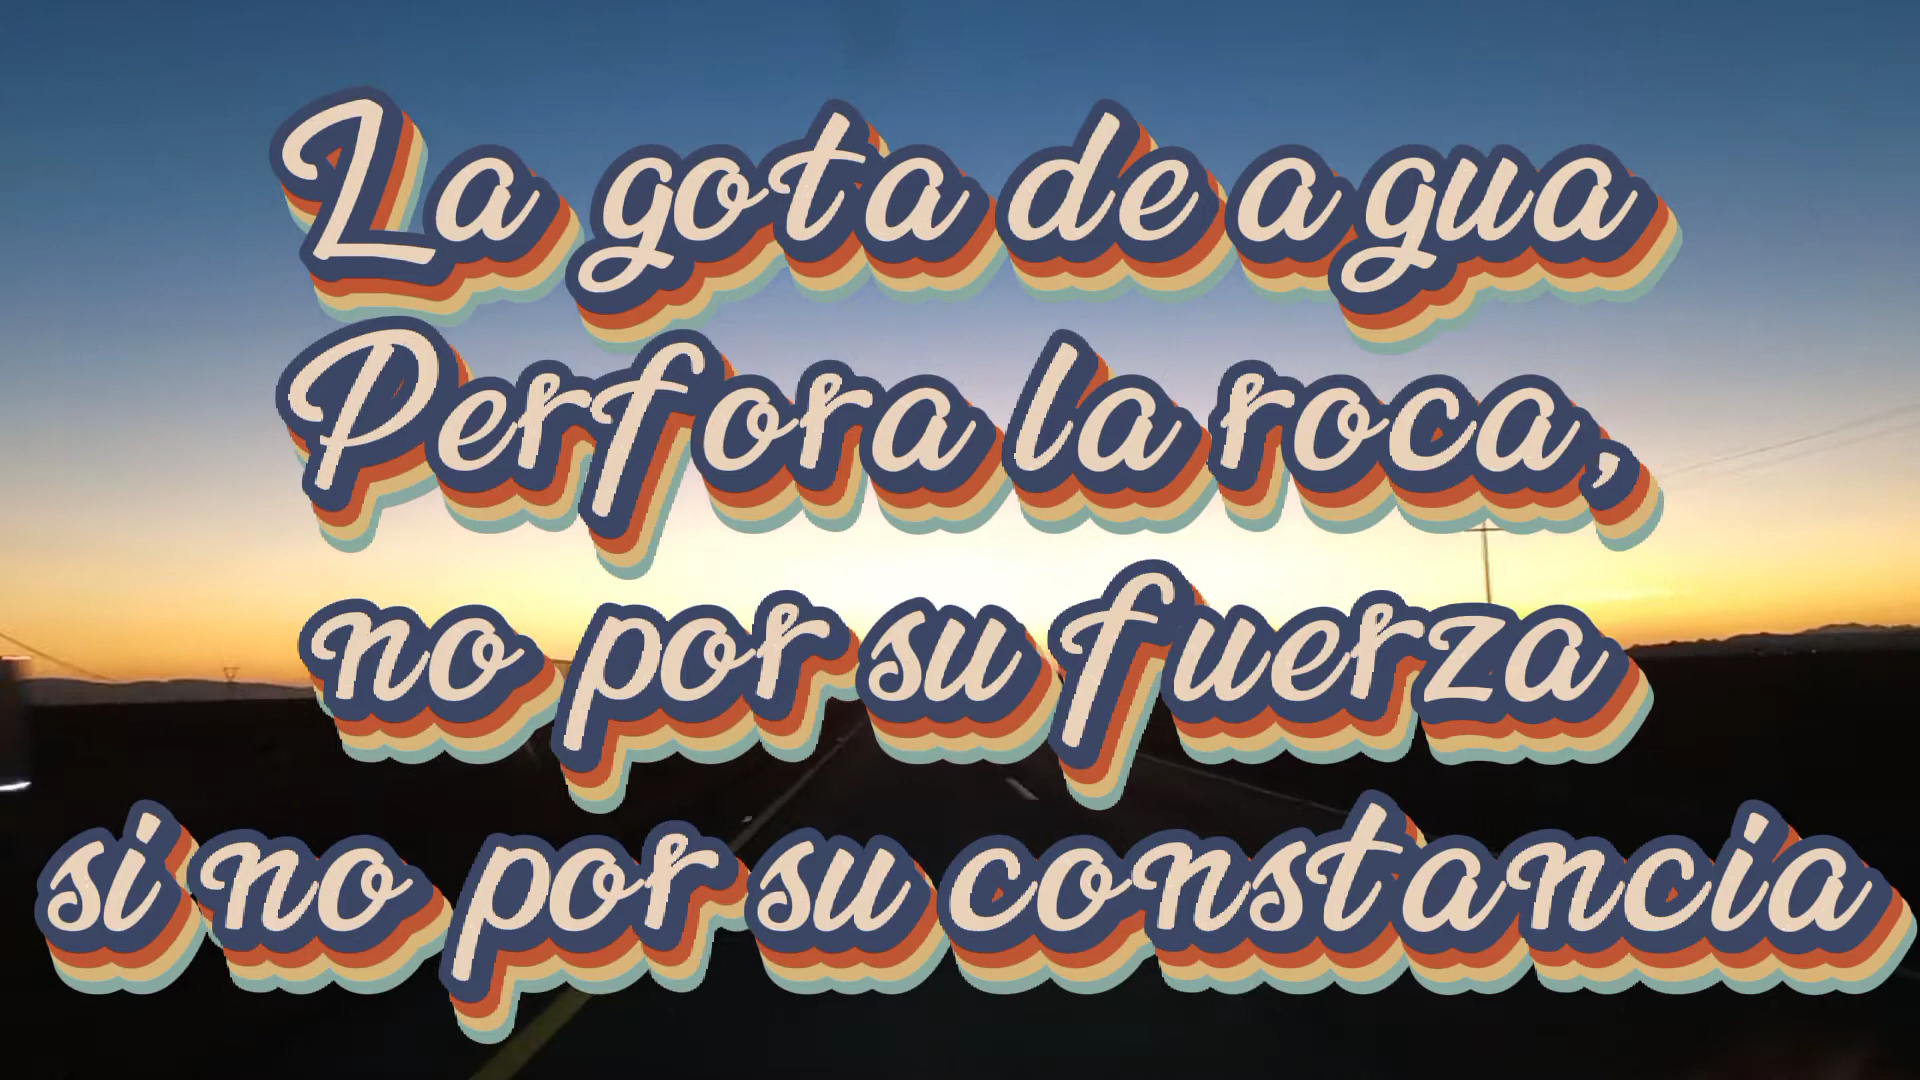 La gota de agua
Perfora la roca,
no por su fuerza
si no por su constancia